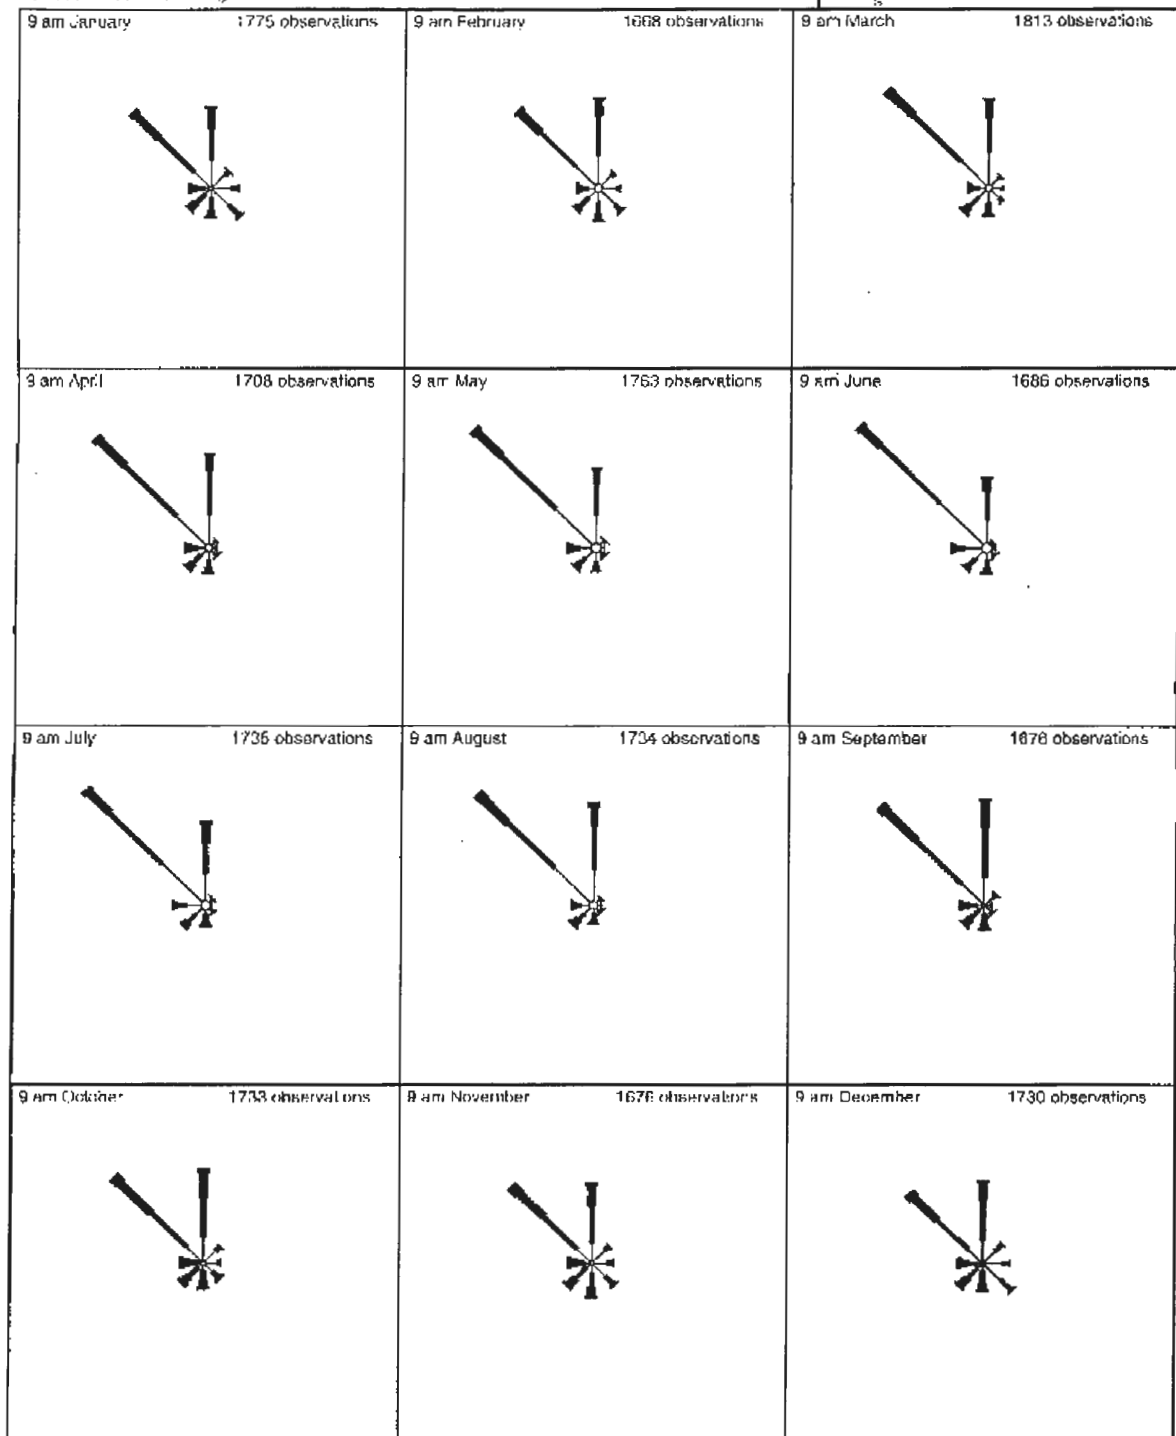 9 am January 1775 observations
9 am February 1668 observations
9 am March 1813 observations
9 am April 1708 observations
9 am May 1763 observations
9 am June 1686 observations
9 am July 1735 observations
9 am August 1734 observations
9 am September 1676 observations
9 am October 1733 observations
9 am November 1676 observations
9 am December 1730 observations